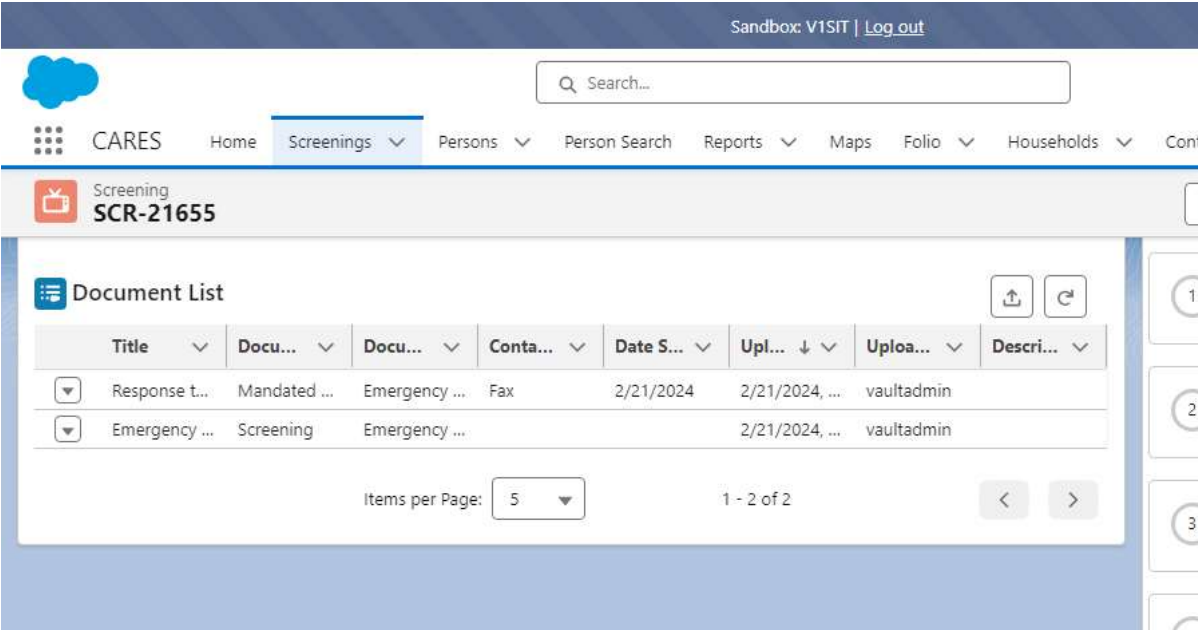 Sandbox: V1SIT | Log out
Search...
CARES Home Screenings Persons Person Search Reports Maps Folio Households Cont
Screening
SCR-21655
Document List
Title Docu... Docu... Conta... Date S... Upl... Uploa... Descri...
Response t... Mandated ... Emergency ... Fax 2/21/2024 2/21/2024, ... vaultadmin
Emergency ... Screening Emergency ... 2/21/2024, ... vaultadmin
Items per Page: 5 1 - 2 of 2
1
2
3